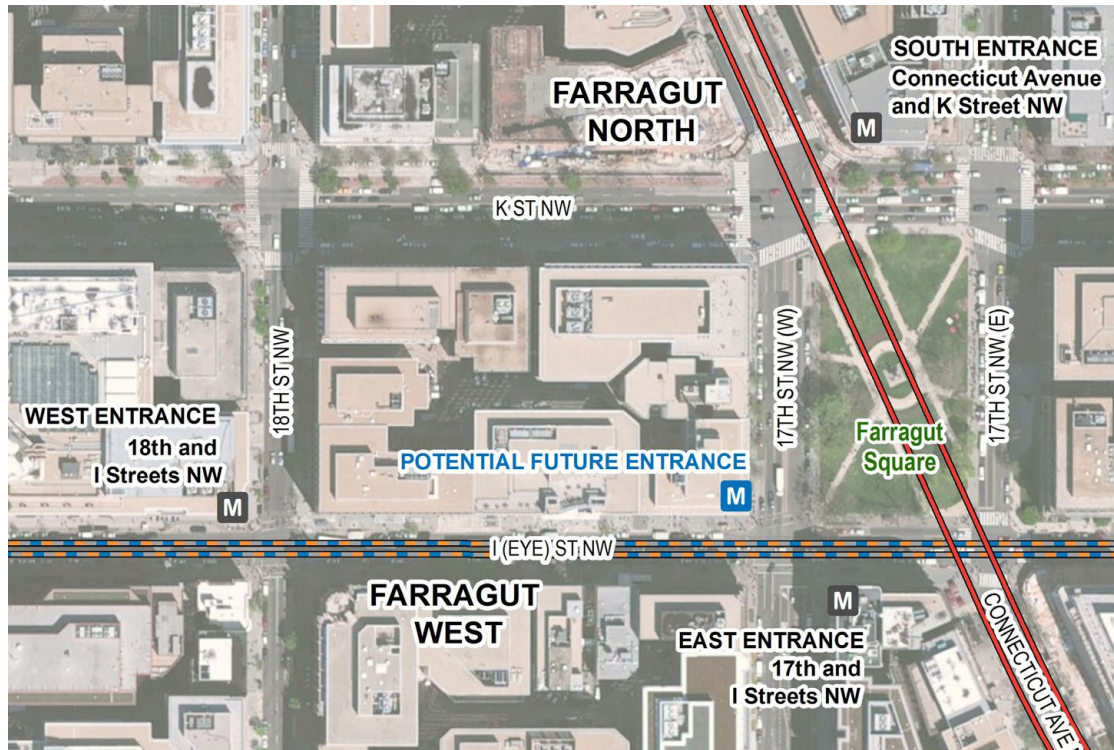 SOUTH ENTRANCE
Connecticut Avenue
and K Street NW
M
FARRAGUT
NORTH
K ST NW
18TH ST NW
17TH ST NW (W)
17TH ST NW (E)
WEST ENTRANCE
18th and
I Streets NW
M
POTENTIAL FUTURE ENTRANCE
M
Farragut
Square
I (EYE) ST NW
FARRAGUT
WEST
M
EAST ENTRANCE
17th and
I Streets NW
CONNECTICUT AVE